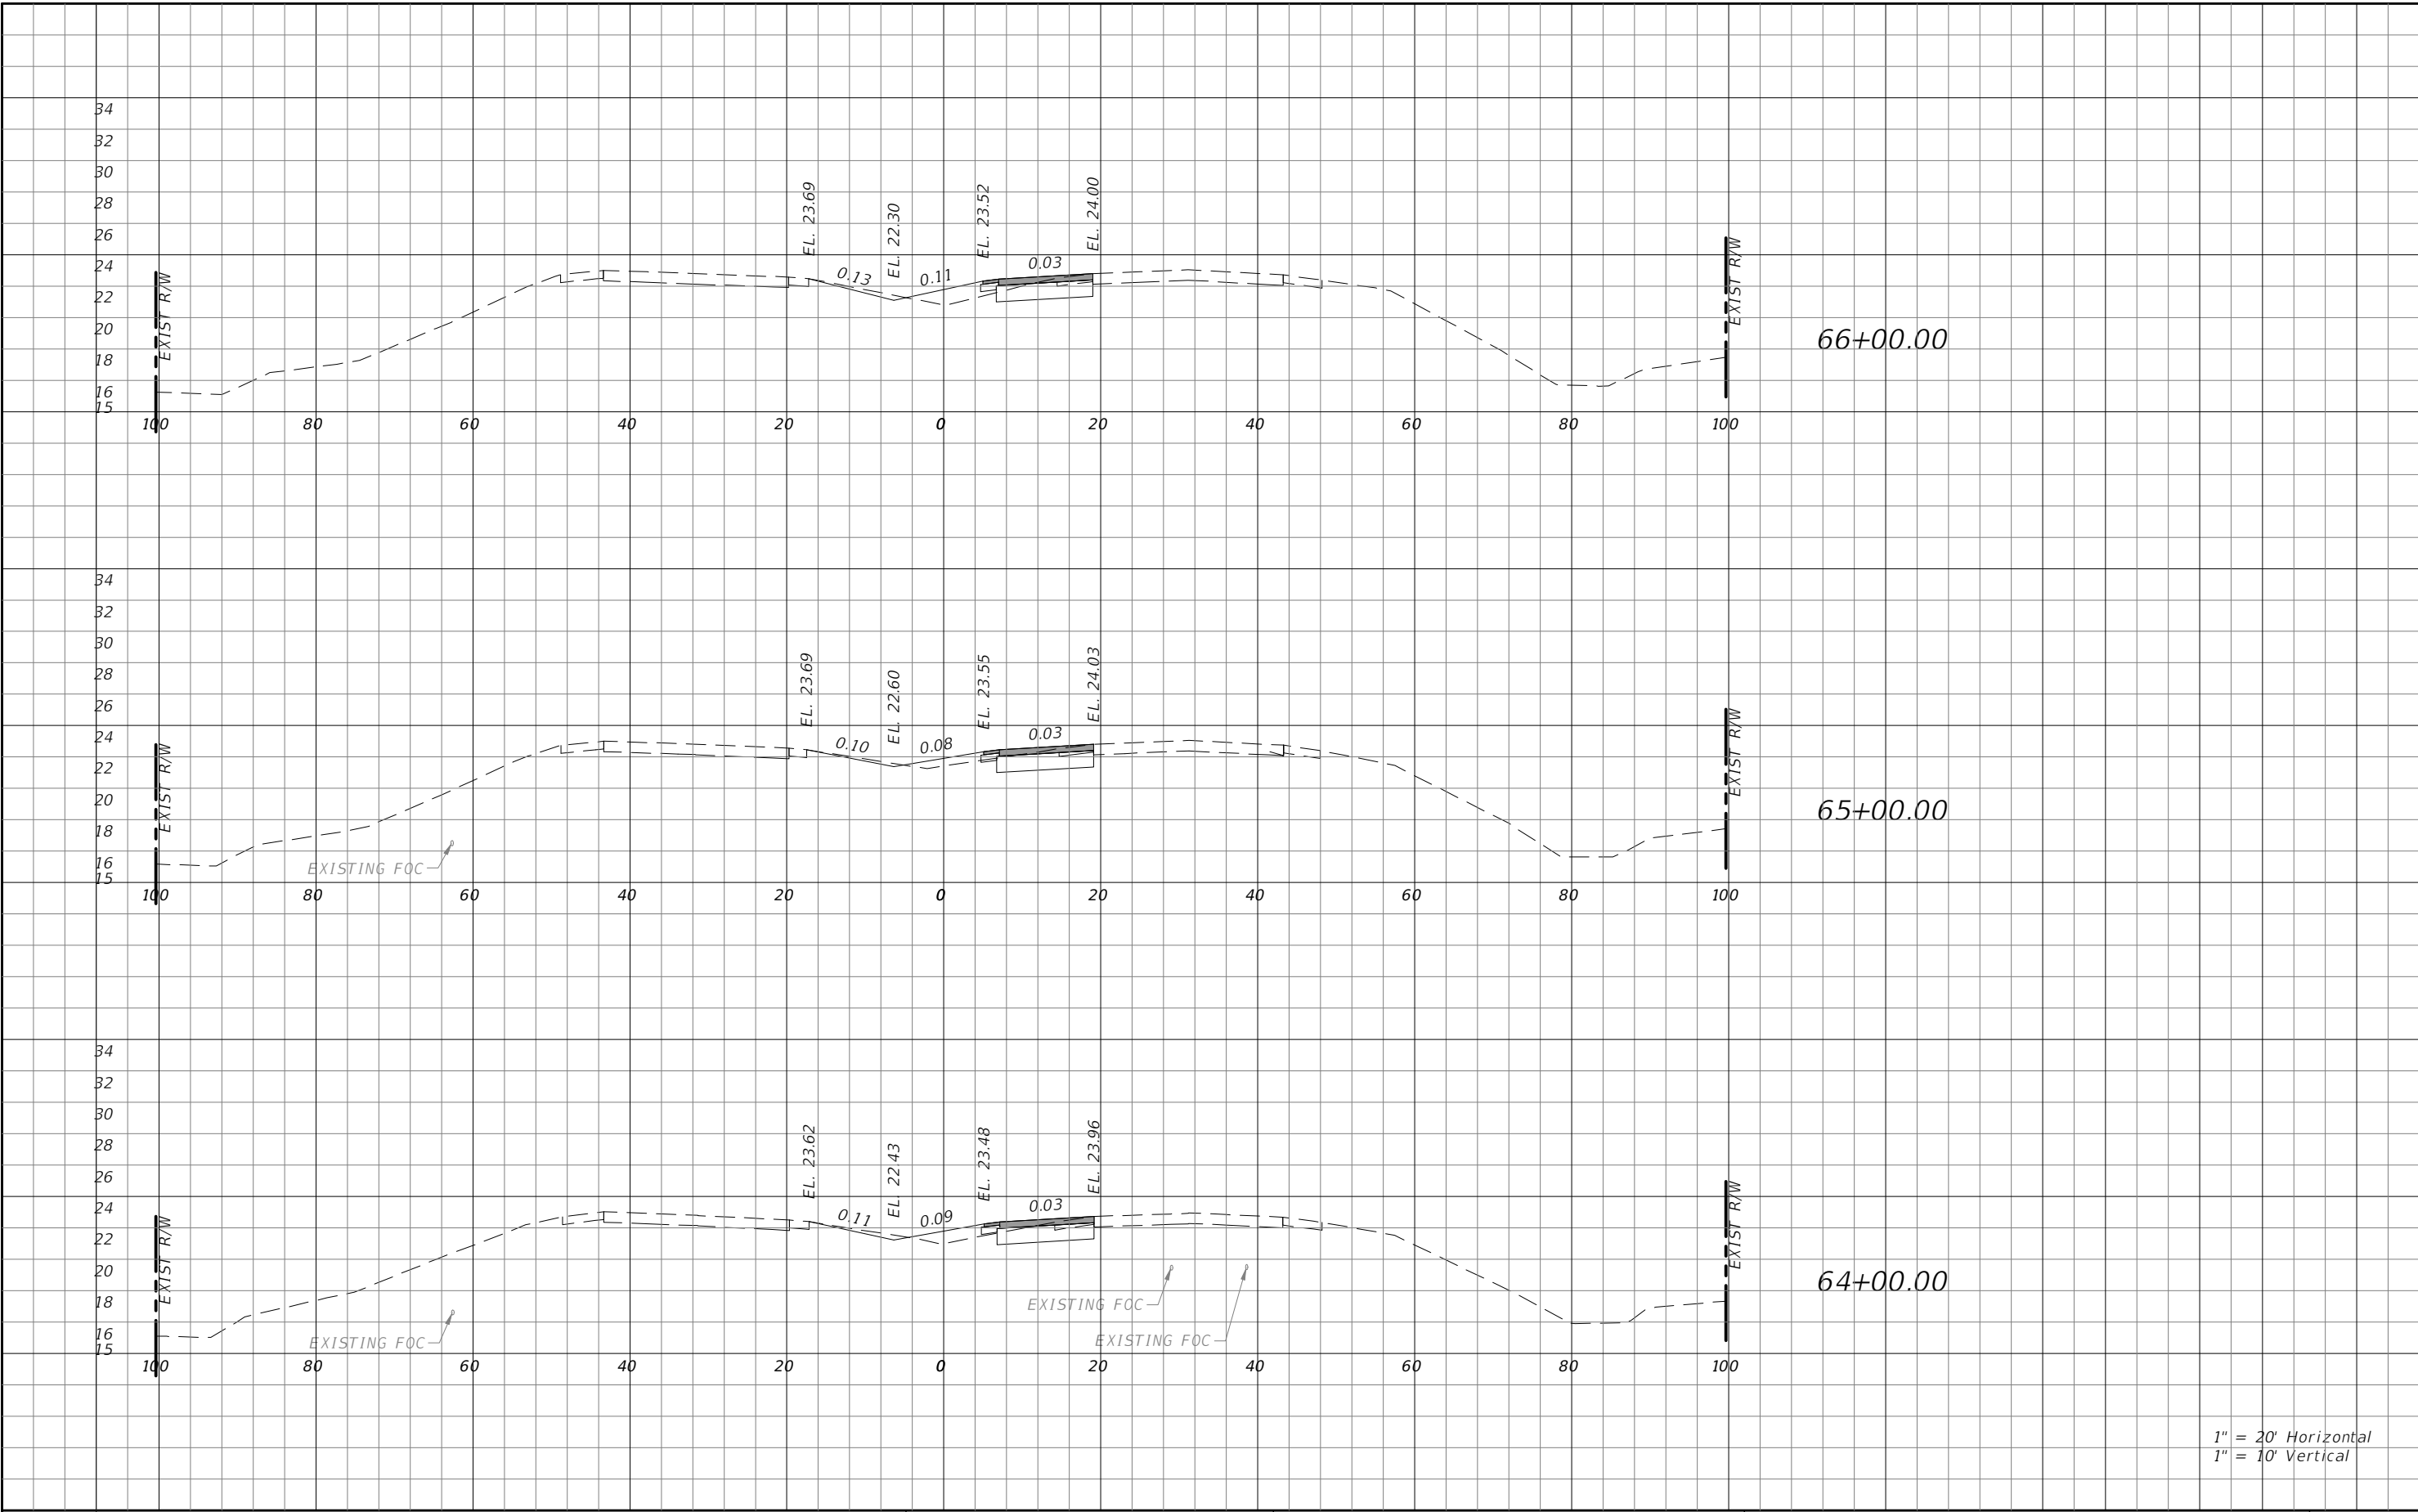 34
32
30
28
26
24
22
20
18
16
15
EXIST R/W
EL. 23.69
EL. 22.30
EL. 23.52
EL. 24.00
0.13
0.11
0.03
EXIST R/W
66+00.00
100 80 60 40 20 0 20 40 60 80 100
34
32
30
28
26
24
22
20
18
16
15
EXIST R/W
EL. 23.69
EL. 22.60
EL. 23.55
EL. 24.03
0.10
0.08
0.03
EXIST R/W
65+00.00
EXISTING FOC
100 80 60 40 20 0 20 40 60 80 100
34
32
30
28
26
24
22
20
18
16
15
EXIST R/W
EL. 23.62
EL. 22.43
EL. 23.48
EL. 23.96
0.11
0.09
0.03
EXIST R/W
64+00.00
EXISTING FOC
EXISTING FOC
EXISTING FOC
100 80 60 40 20 0 20 40 60 80 100
1" = 20' Horizontal
1" = 10' Vertical